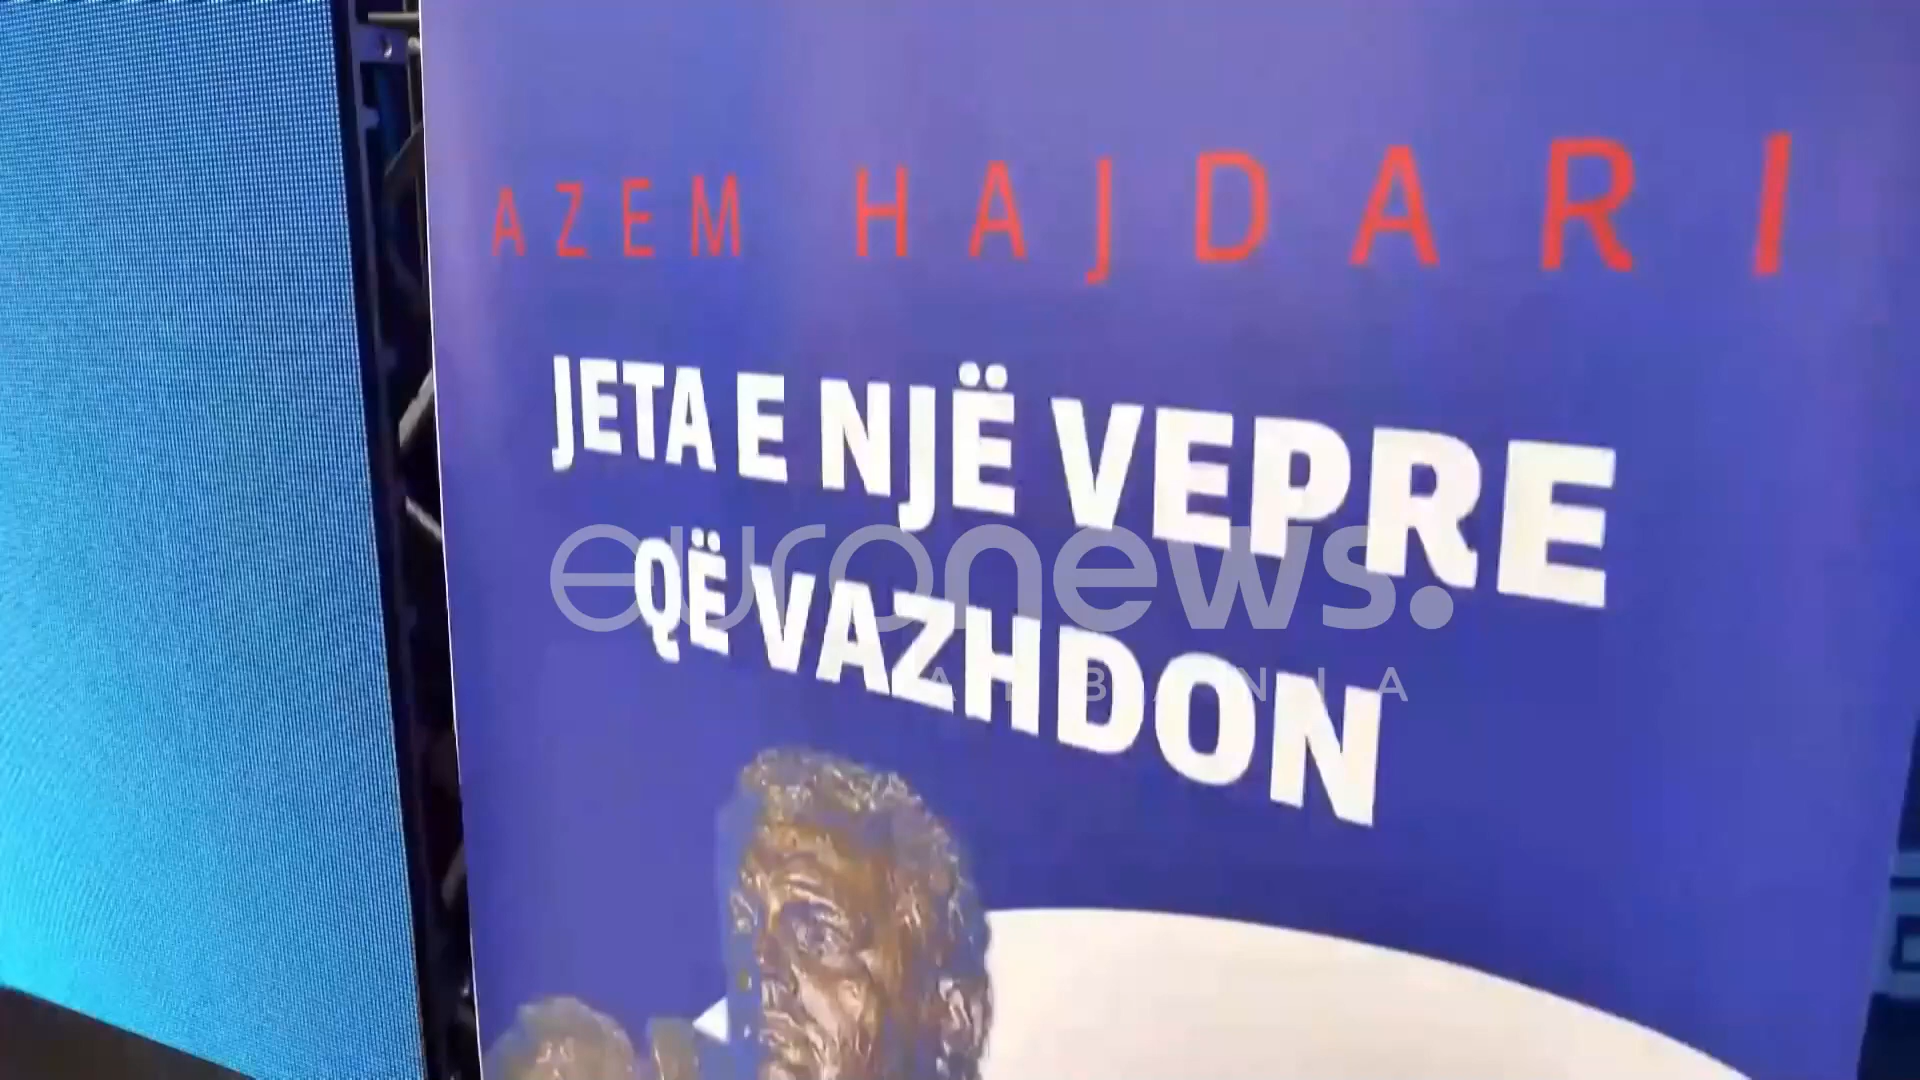 AZEM HAJDARI
JETA E NJË VEPRE
QË VAZHDON
euronews.
ALBANIA